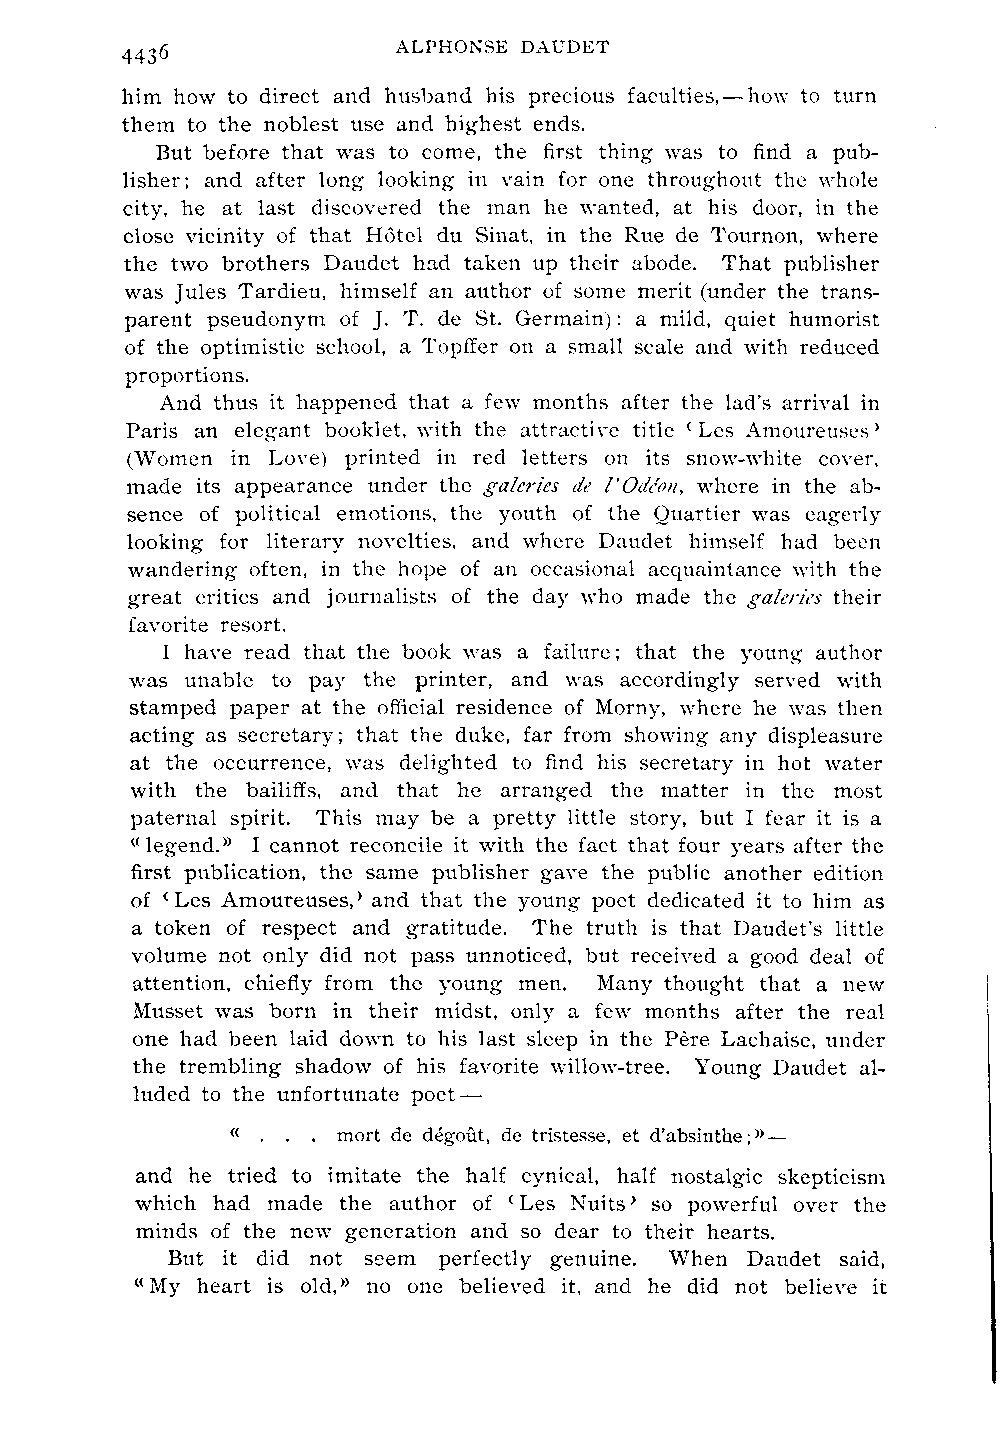 4436 ALPHONSE DAUDET
him how to direct and husband his precious faculties,—how to turn
them to the noblest use and highest ends.
But before that was to come, the first thing was to find a pub-
lisher; and after long looking in vain for one throughout the whole
city, he at last discovered the man he wanted, at his door, in the
close vicinity of that Hôtel du Sinat, in the Rue de Tournon, where
the two brothers Daudet had taken up their abode. That publisher
was Jules Tardieu, himself an author of some merit (under the trans-
parent pseudonym of J. T. de St. Germain): a mild, quiet humorist
of the optimistic school, a Topffer on a small scale and with reduced
proportions.
And thus it happened that a few months after the lad's arrival in
Paris an elegant booklet, with the attractive title ‘Les Amoureuses’
(Women in Love) printed in red letters on its snow-white cover,
made its appearance under the galeries de l'Odéon, where in the ab-
sence of political emotions, the youth of the Quartier was eagerly
looking for literary novelties, and where Daudet himself had been
wandering often, in the hope of an occasional acquaintance with the
great critics and journalists of the day who made the galeries their
favorite resort.
I have read that the book was a failure; that the young author
was unable to pay the printer, and was accordingly served with
stamped paper at the official residence of Morny, where he was then
acting as secretary; that the duke, far from showing any displeasure
at the occurrence, was delighted to find his secretary in hot water
with the bailiffs, and that he arranged the matter in the most
paternal spirit. This may be a pretty little story, but I fear it is a
“legend.” I cannot reconcile it with the fact that four years after the
first publication, the same publisher gave the public another edition
of ‘Les Amoureuses,’ and that the young poet dedicated it to him as
a token of respect and gratitude. The truth is that Daudet's little
volume not only did not pass unnoticed, but received a good deal of
attention, chiefly from the young men. Many thought that a new
Musset was born in their midst, only a few months after the real
one had been laid down to his last sleep in the Père Lachaise, under
the trembling shadow of his favorite willow-tree. Young Daudet al-
luded to the unfortunate poet—
“ . . . mort de dégoût, de tristesse, et d'absinthe;”—
and he tried to imitate the half cynical, half nostalgic skepticism
which had made the author of ‘Les Nuits’ so powerful over the
minds of the new generation and so dear to their hearts.
But it did not seem perfectly genuine. When Daudet said,
“My heart is old,” no one believed it, and he did not believe it